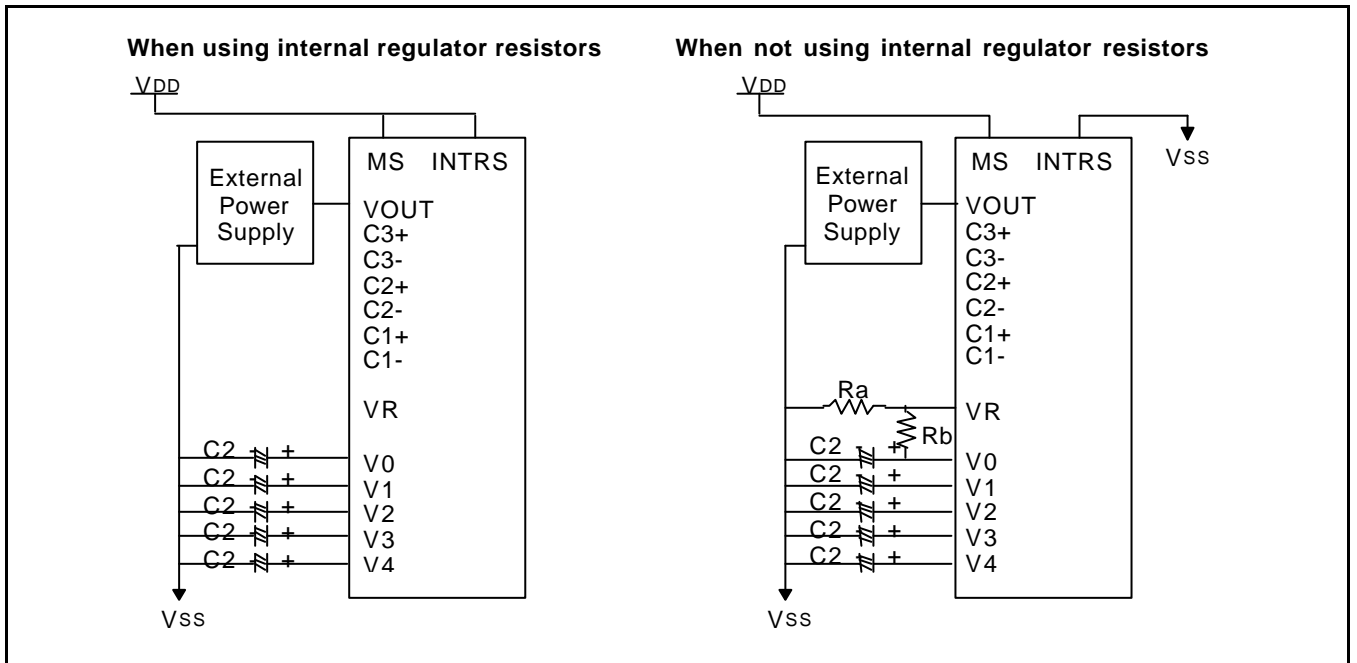 When using internal regulator resistors
VDD
MS INTRS
External
Power
Supply
VOUT
C3+
C3-
C2+
C2-
C1+
C1-
VR
C2 - + V0
C2 - + V1
C2 - + V2
C2 - + V3
C2 - + V4
VSS
When not using internal regulator resistors
VDD
MS INTRS
VSS
External
Power
Supply
VOUT
C3+
C3-
C2+
C2-
C1+
C1-
Ra
VR
Rb
C2 - + V0
C2 - + V1
C2 - + V2
C2 - + V3
C2 - + V4
VSS